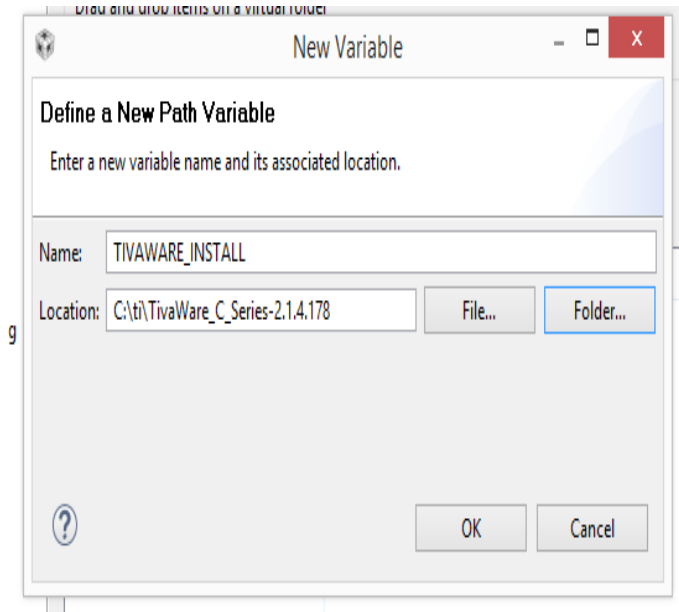 Drag and drop items on a virtual folder
New Variable
Define a New Path Variable
Enter a new variable name and its associated location.
Name: TIVAWARE_INSTALL
Location: C:\ti\TivaWare_C_Series-2.1.4.178 File... Folder...
g
? OK Cancel